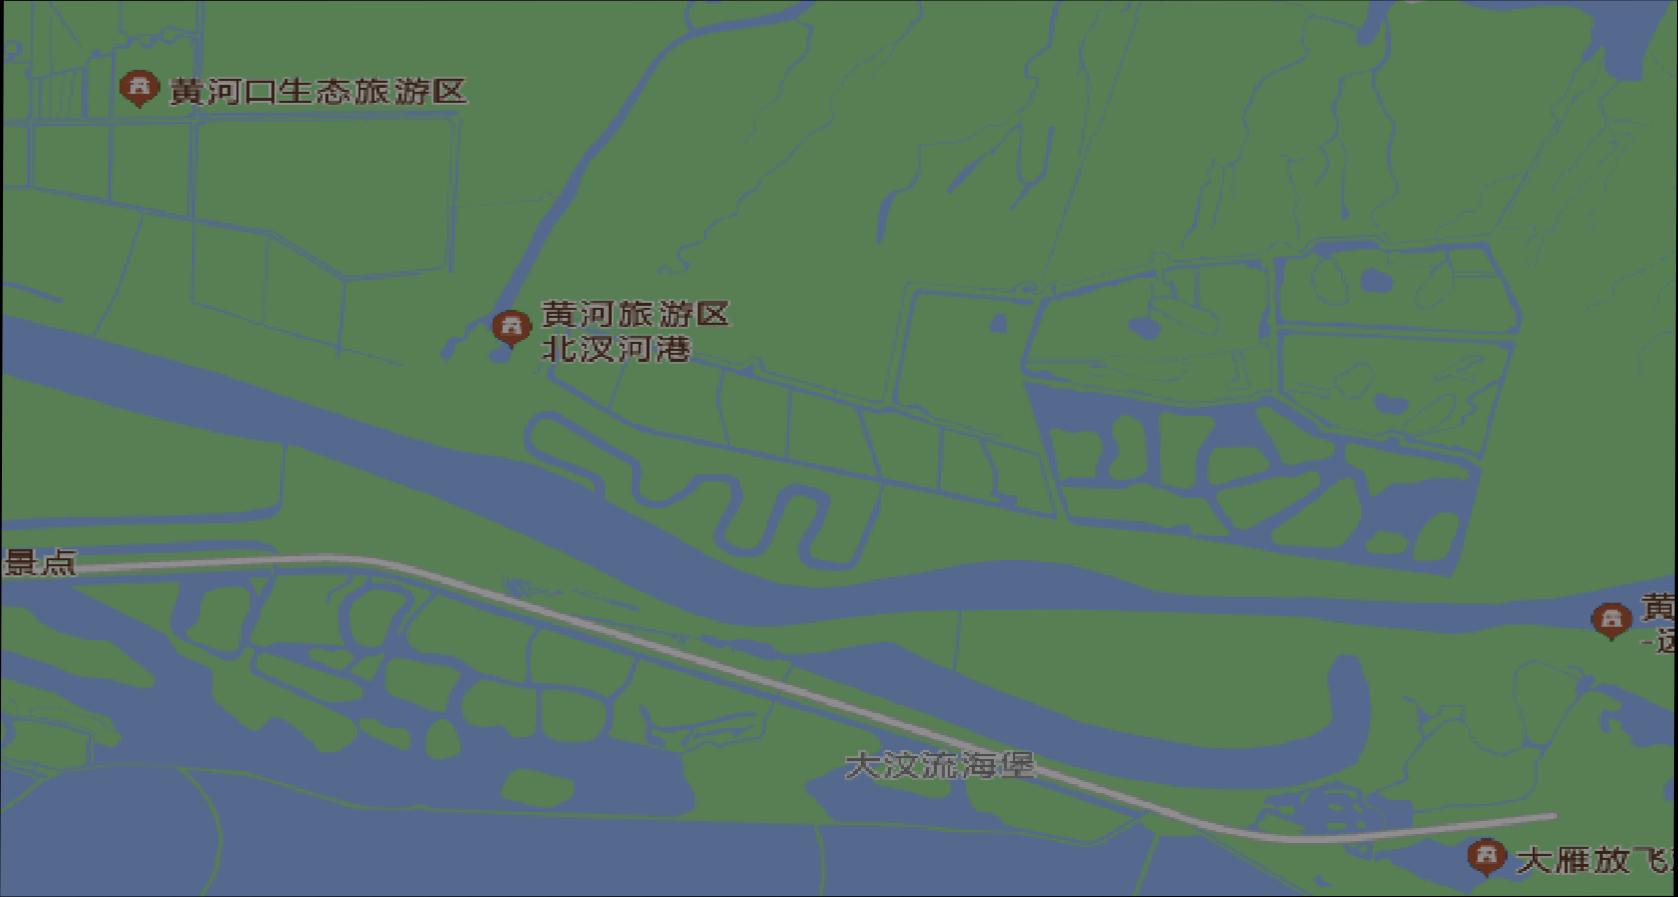 黄河口生态旅游区
黄河旅游区
北汊河港
景点
黄
大汶流海堡
大雁放飞